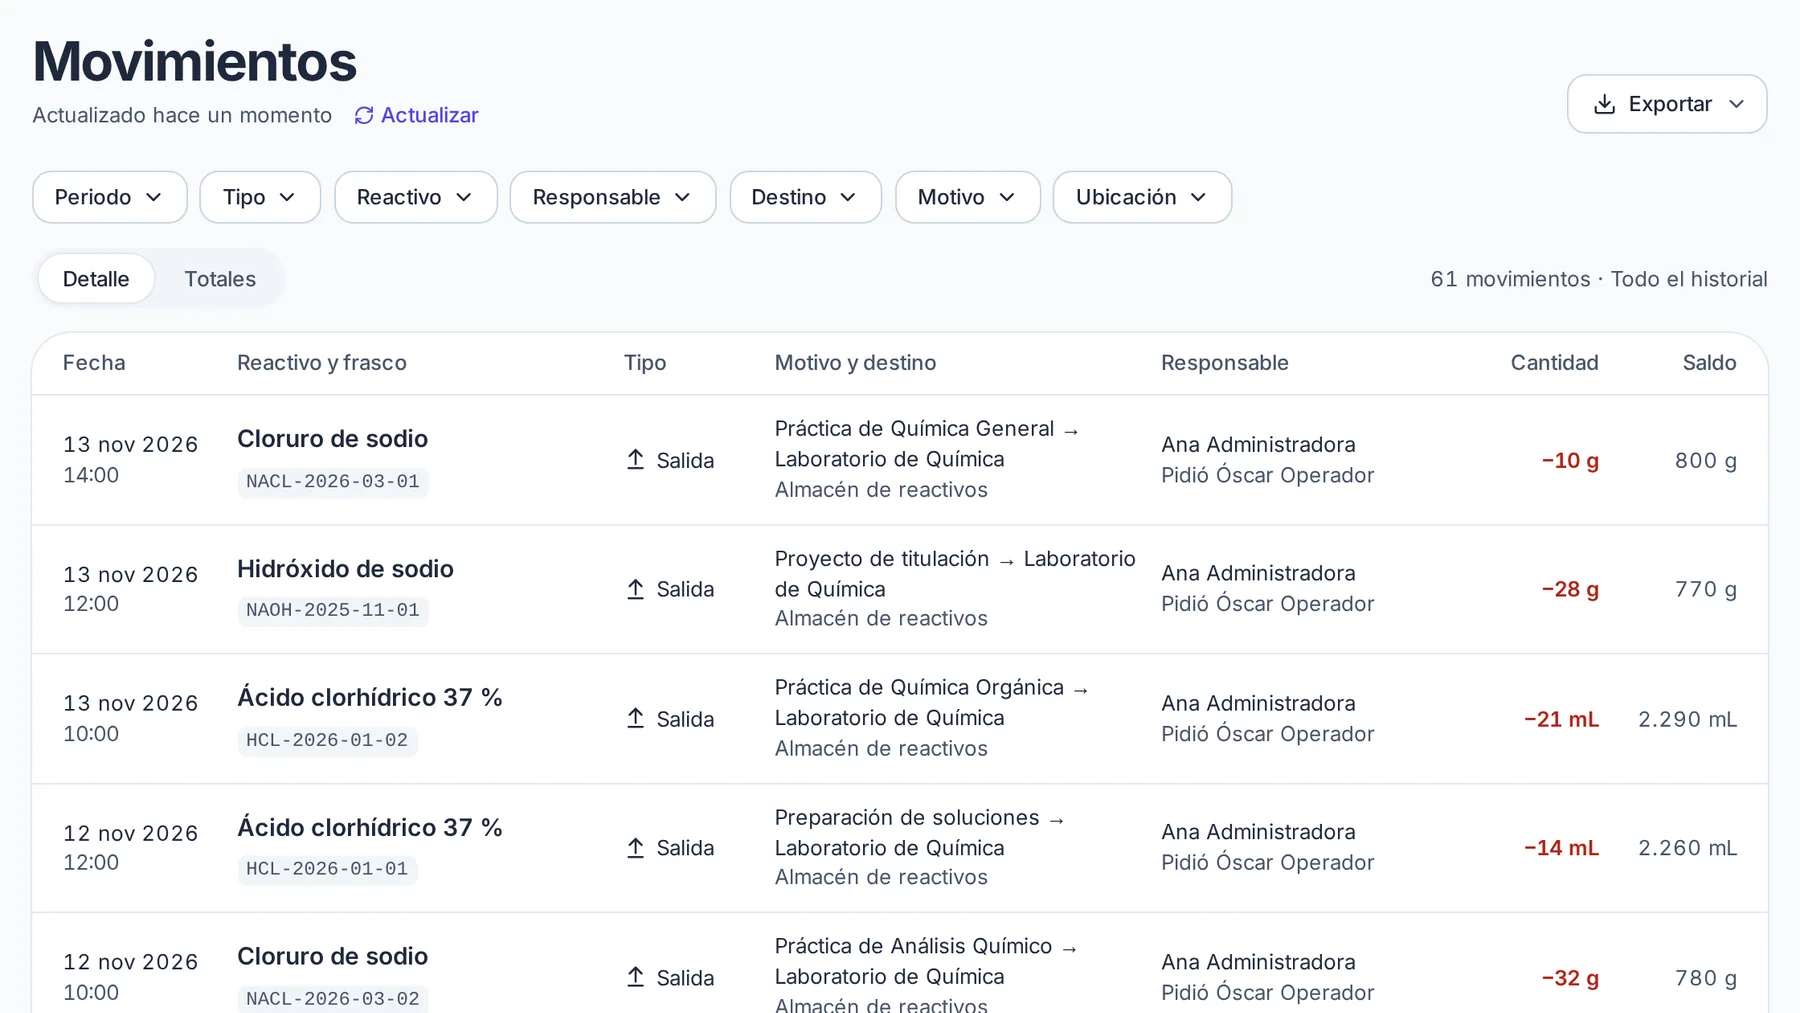 Movimientos
Actualizado hace un momento Actualizar
Exportar
Periodo Tipo Reactivo Responsable Destino Motivo Ubicación
Detalle Totales
61 movimientos · Todo el historial
Fecha Reactivo y frasco Tipo Motivo y destino Responsable Cantidad Saldo
13 nov 2026
14:00
Cloruro de sodio
NACL-2026-03-01
Salida
Práctica de Química General →
Laboratorio de Química
Almacén de reactivos
Ana Administradora
Pidió Óscar Operador
−10 g
800 g
13 nov 2026
12:00
Hidróxido de sodio
NAOH-2025-11-01
Salida
Proyecto de titulación → Laboratorio
de Química
Almacén de reactivos
Ana Administradora
Pidió Óscar Operador
−28 g
770 g
13 nov 2026
10:00
Ácido clorhídrico 37 %
HCL-2026-01-02
Salida
Práctica de Química Orgánica →
Laboratorio de Química
Almacén de reactivos
Ana Administradora
Pidió Óscar Operador
−21 mL
2.290 mL
12 nov 2026
12:00
Ácido clorhídrico 37 %
HCL-2026-01-01
Salida
Preparación de soluciones →
Laboratorio de Química
Almacén de reactivos
Ana Administradora
Pidió Óscar Operador
−14 mL
2.260 mL
12 nov 2026
10:00
Cloruro de sodio
NACL-2026-03-02
Salida
Práctica de Análisis Químico →
Laboratorio de Química
Almacén de reactivos
Ana Administradora
Pidió Óscar Operador
−32 g
780 g